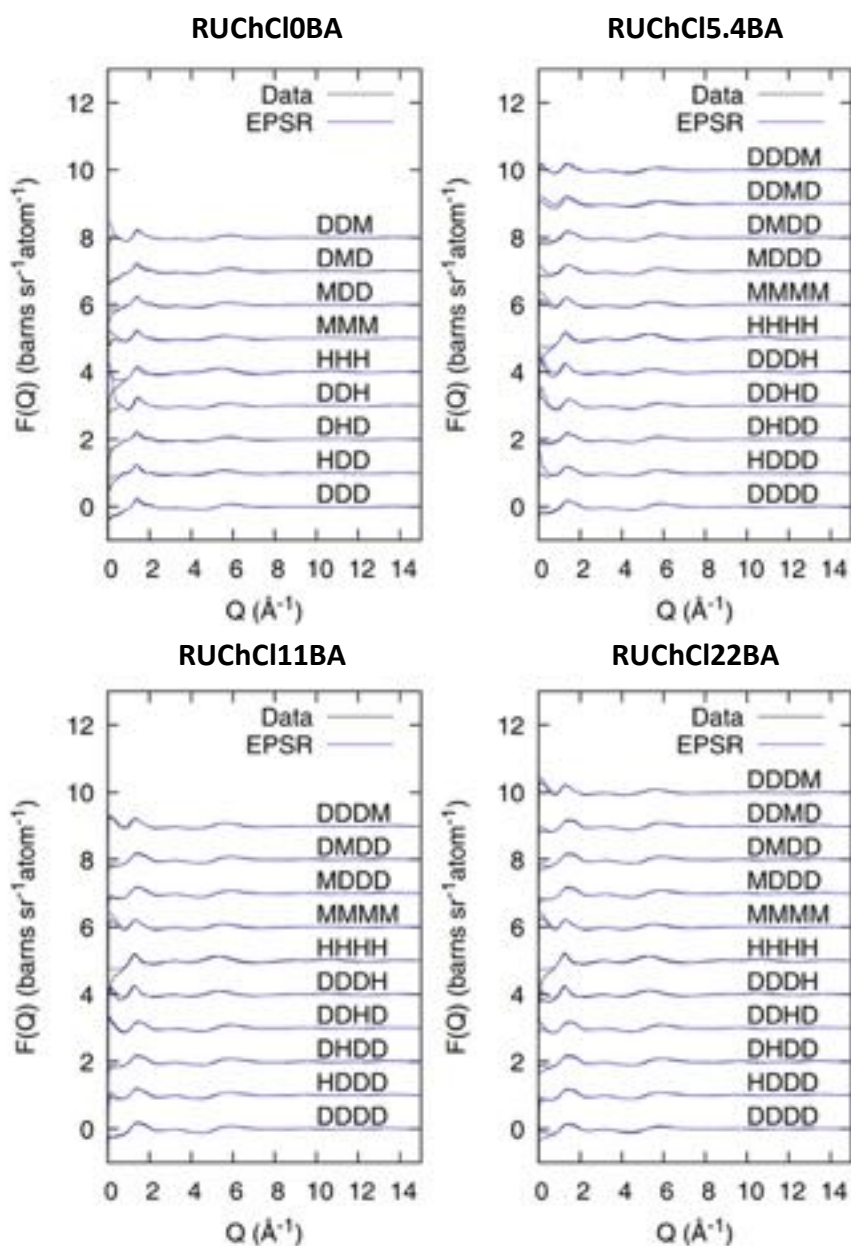 RUChCl0BA
RUChCl5.4BA
12
10
8
6
4
2
0
F(Q) (barns sr⁻¹atom⁻¹)
Data
EPSR
DDM
DMD
MDD
MMM
HHH
DDH
DHD
HDD
DDD
0 2 4 6 8 10 12 14
Q (Å⁻¹)
12
10
8
6
4
2
0
F(Q) (barns sr⁻¹atom⁻¹)
Data
EPSR
DDDM
DDMD
DMDD
MDDD
MMMM
HHHH
DDDH
DDHD
DHDD
HDDD
DDDD
0 2 4 6 8 10 12 14
Q (Å⁻¹)
RUChCl11BA
RUChCl22BA
12
10
8
6
4
2
0
F(Q) (barns sr⁻¹atom⁻¹)
Data
EPSR
DDDM
DMDD
MDDD
MMMM
HHHH
DDDH
DDHD
DHDD
HDDD
DDDD
0 2 4 6 8 10 12 14
Q (Å⁻¹)
12
10
8
6
4
2
0
F(Q) (barns sr⁻¹atom⁻¹)
Data
EPSR
DDDM
DDMD
DMDD
MDDD
MMMM
HHHH
DDDH
DDHD
DHDD
HDDD
DDDD
0 2 4 6 8 10 12 14
Q (Å⁻¹)